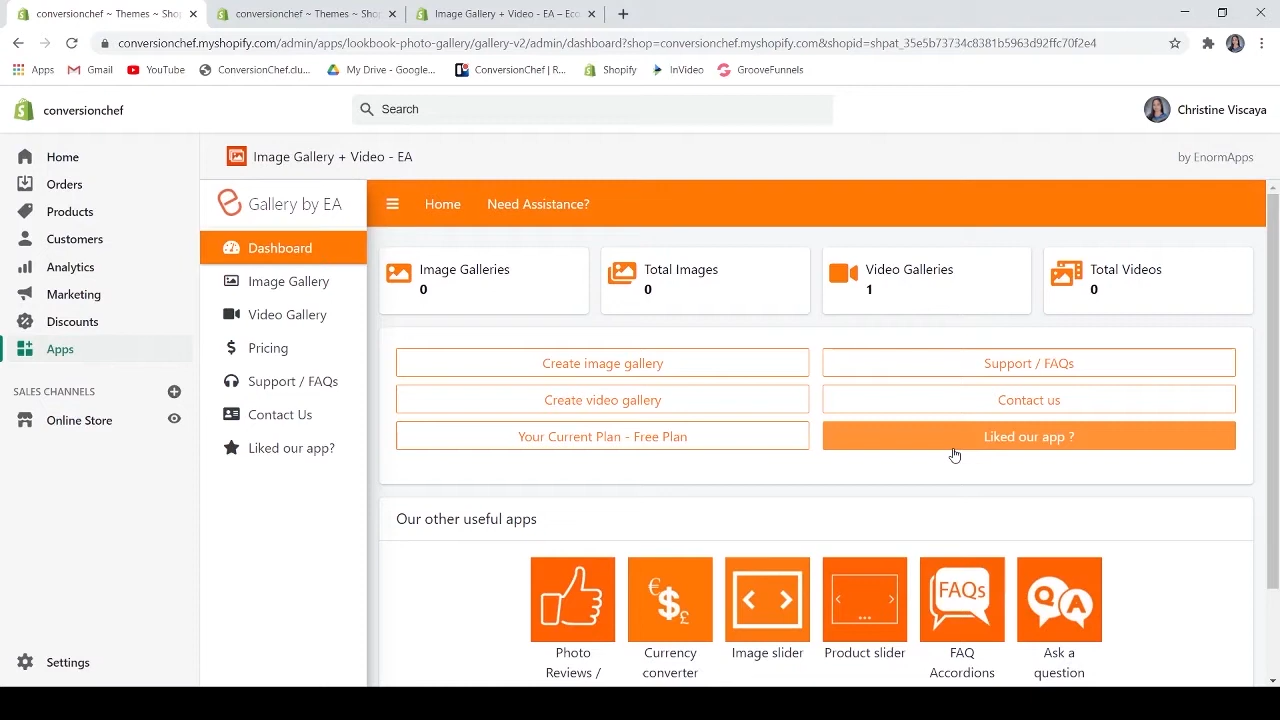 conversionchef ~ Themes ~ Shop
conversionchef ~ Themes ~ Shop
Image Gallery + Video - EA – Eco
conversionchef.myshopify.com/admin/apps/lookbook-photo-gallery/gallery-v2/admin/dashboard?shop=conversionchef.myshopify.com&shopid=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
Apps
Gmail
YouTube
ConversionChef.clu...
My Drive - Google...
ConversionChef | R...
Shopify
InVideo
GrooveFunnels
conversionchef
Search
Christine Viscaya
Home
Orders
Products
Customers
Analytics
Marketing
Discounts
Apps
SALES CHANNELS
Online Store
Settings
Image Gallery + Video - EA
by EnormApps
Gallery by EA
Dashboard
Image Gallery
Video Gallery
Pricing
Support / FAQs
Contact Us
Liked our app?
Home
Need Assistance?
Image Galleries
0
Total Images
0
Video Galleries
1
Total Videos
0
Create image gallery
Support / FAQs
Create video gallery
Contact us
Your Current Plan - Free Plan
Liked our app ?
Our other useful apps
FAQs
Q A
Photo
Reviews /
Currency
converter
Image slider
Product slider
FAQ
Accordions
Ask a
question